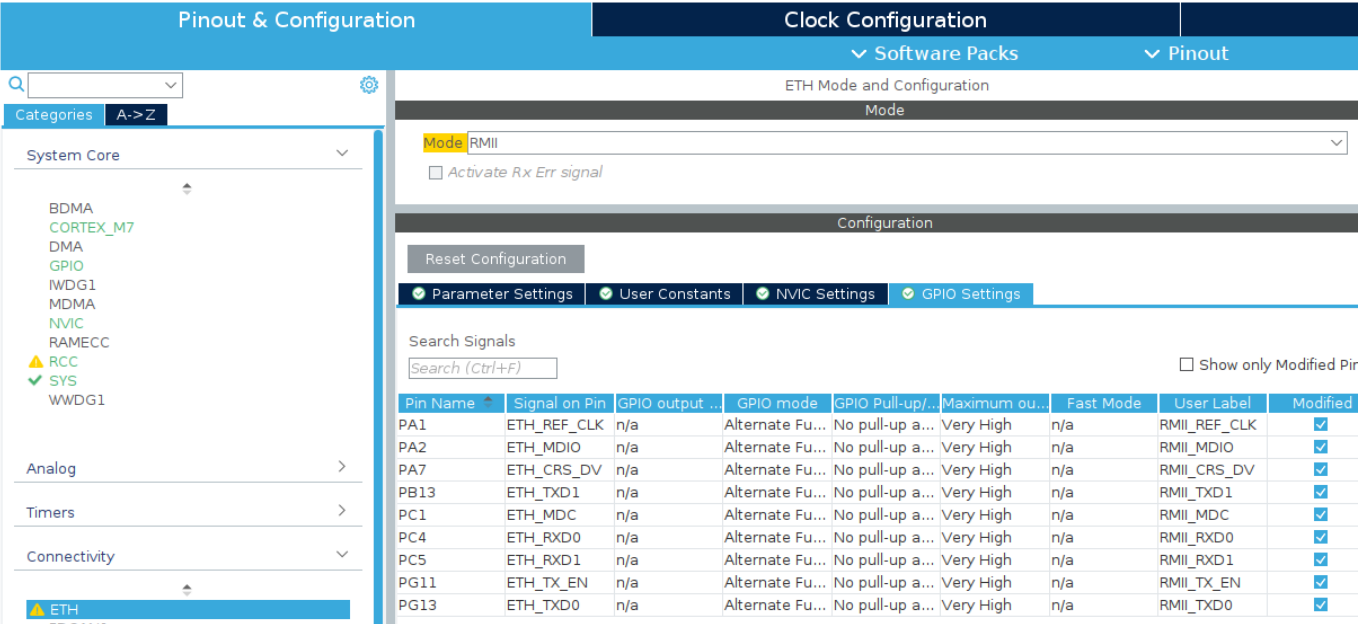 Pinout & Configuration
Clock Configuration
Software Packs
Pinout
Categories
A->Z
System Core
BDMA
CORTEX_M7
DMA
GPIO
IWDG1
MDMA
NVIC
RAMECC
RCC
SYS
WWDG1
Analog
Timers
Connectivity
ETH
ETH Mode and Configuration
Mode
Mode RMII
Activate Rx Err signal
Configuration
Reset Configuration
Parameter Settings User Constants NVIC Settings GPIO Settings
Search Signals
Search (Ctrl+F)
Show only Modified Pin
Pin Name Signal on Pin GPIO output ... GPIO mode GPIO Pull-up/... Maximum ou... Fast Mode User Label Modified
PA1 ETH_REF_CLK n/a Alternate Fu... No pull-up a... Very High n/a RMII_REF_CLK
PA2 ETH_MDIO n/a Alternate Fu... No pull-up a... Very High n/a RMII_MDIO
PA7 ETH_CRS_DV n/a Alternate Fu... No pull-up a... Very High n/a RMII_CRS_DV
PB13 ETH_TXD1 n/a Alternate Fu... No pull-up a... Very High n/a RMII_TXD1
PC1 ETH_MDC n/a Alternate Fu... No pull-up a... Very High n/a RMII_MDC
PC4 ETH_RXD0 n/a Alternate Fu... No pull-up a... Very High n/a RMII_RXD0
PC5 ETH_RXD1 n/a Alternate Fu... No pull-up a... Very High n/a RMII_RXD1
PG11 ETH_TX_EN n/a Alternate Fu... No pull-up a... Very High n/a RMII_TX_EN
PG13 ETH_TXD0 n/a Alternate Fu... No pull-up a... Very High n/a RMII_TXD0